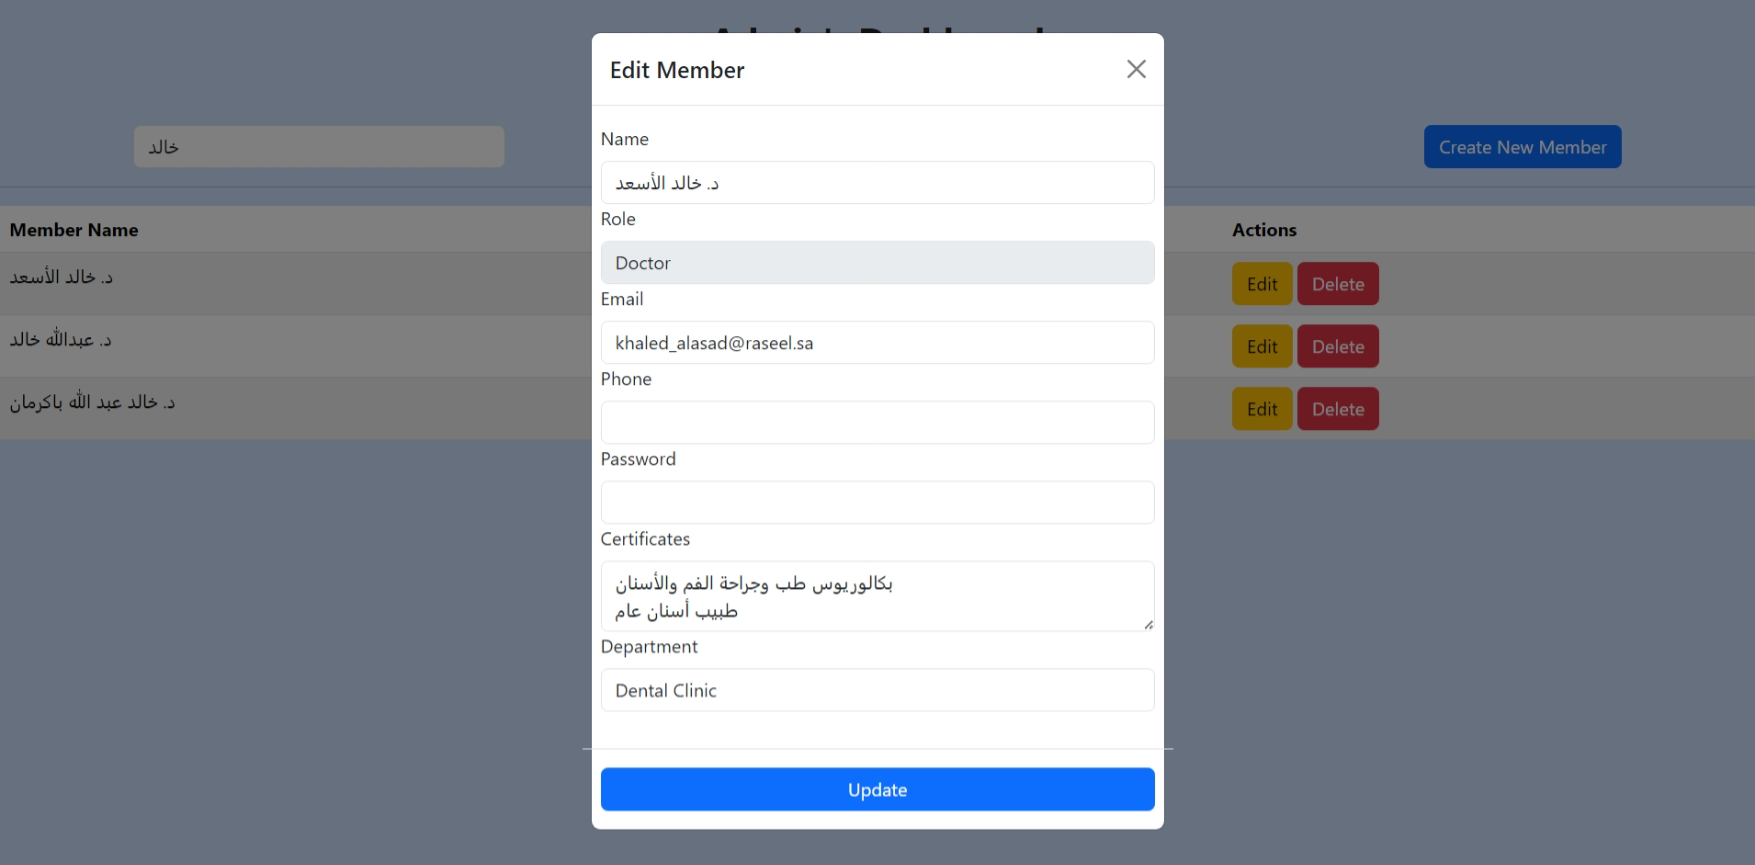 Edit Member
خالد
Create New Member
Name
د. خالد الأسعد
Role
Doctor
Email
khaled_alasad@raseel.sa
Phone
Password
Certificates
بكالوريوس طب وجراحة الفم والأسنان
طبيب أسنان عام
Department
Dental Clinic
Update
Member Name
Actions
د. خالد الأسعد
Edit Delete
د. عبدالله خالد
Edit Delete
د. خالد عبد الله باكرمان
Edit Delete